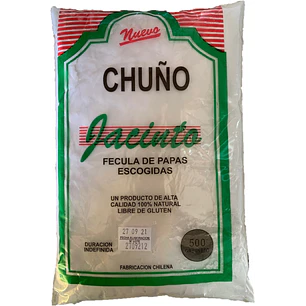 Nuevo
CHUÑO
Jacinto
FECULA DE PAPAS
ESCOGIDAS
UN PRODUCTO DE ALTA
CALIDAD 100% NATURAL
LIBRE DE GLUTEN
27 09 21
2709212
DURACION
INDEFINIDA
500
FABRICACION CHILENA